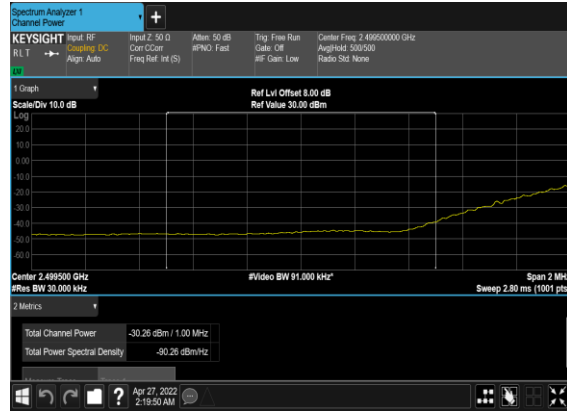 Spectrum Analyzer 1
Channel Power
+
KEYSIGHT
RLT
Input: RF
Coupling: DC
Align: Auto
Input Z: 50 Ω
Corr CCorr
Freq Ref: Int (S)
Atten: 50 dB
#PNO: Fast
Trig: Free Run
Gate: Off
#IF Gain: Low
Center Freq: 2.499500000 GHz
Avg|Hold: 500/500
Radio Std: None
1 Graph
Scale/Div 10.0 dB
Ref Lvl Offset 8.00 dB
Ref Value 30.00 dBm
Log
20.0
10.0
0.00
-10.0
-20.0
-30.0
-40.0
-50.0
-60.0
Center 2.499500 GHz
#Video BW 91.000 kHz*
Span 2 MHz
#Res BW 30.000 kHz
Sweep 2.80 ms (1001 pts
2 Metrics
Total Channel Power -30.26 dBm / 1.00 MHz
Total Power Spectral Density -90.26 dBm/Hz
?
Apr 27, 2022
2:19:50 AM